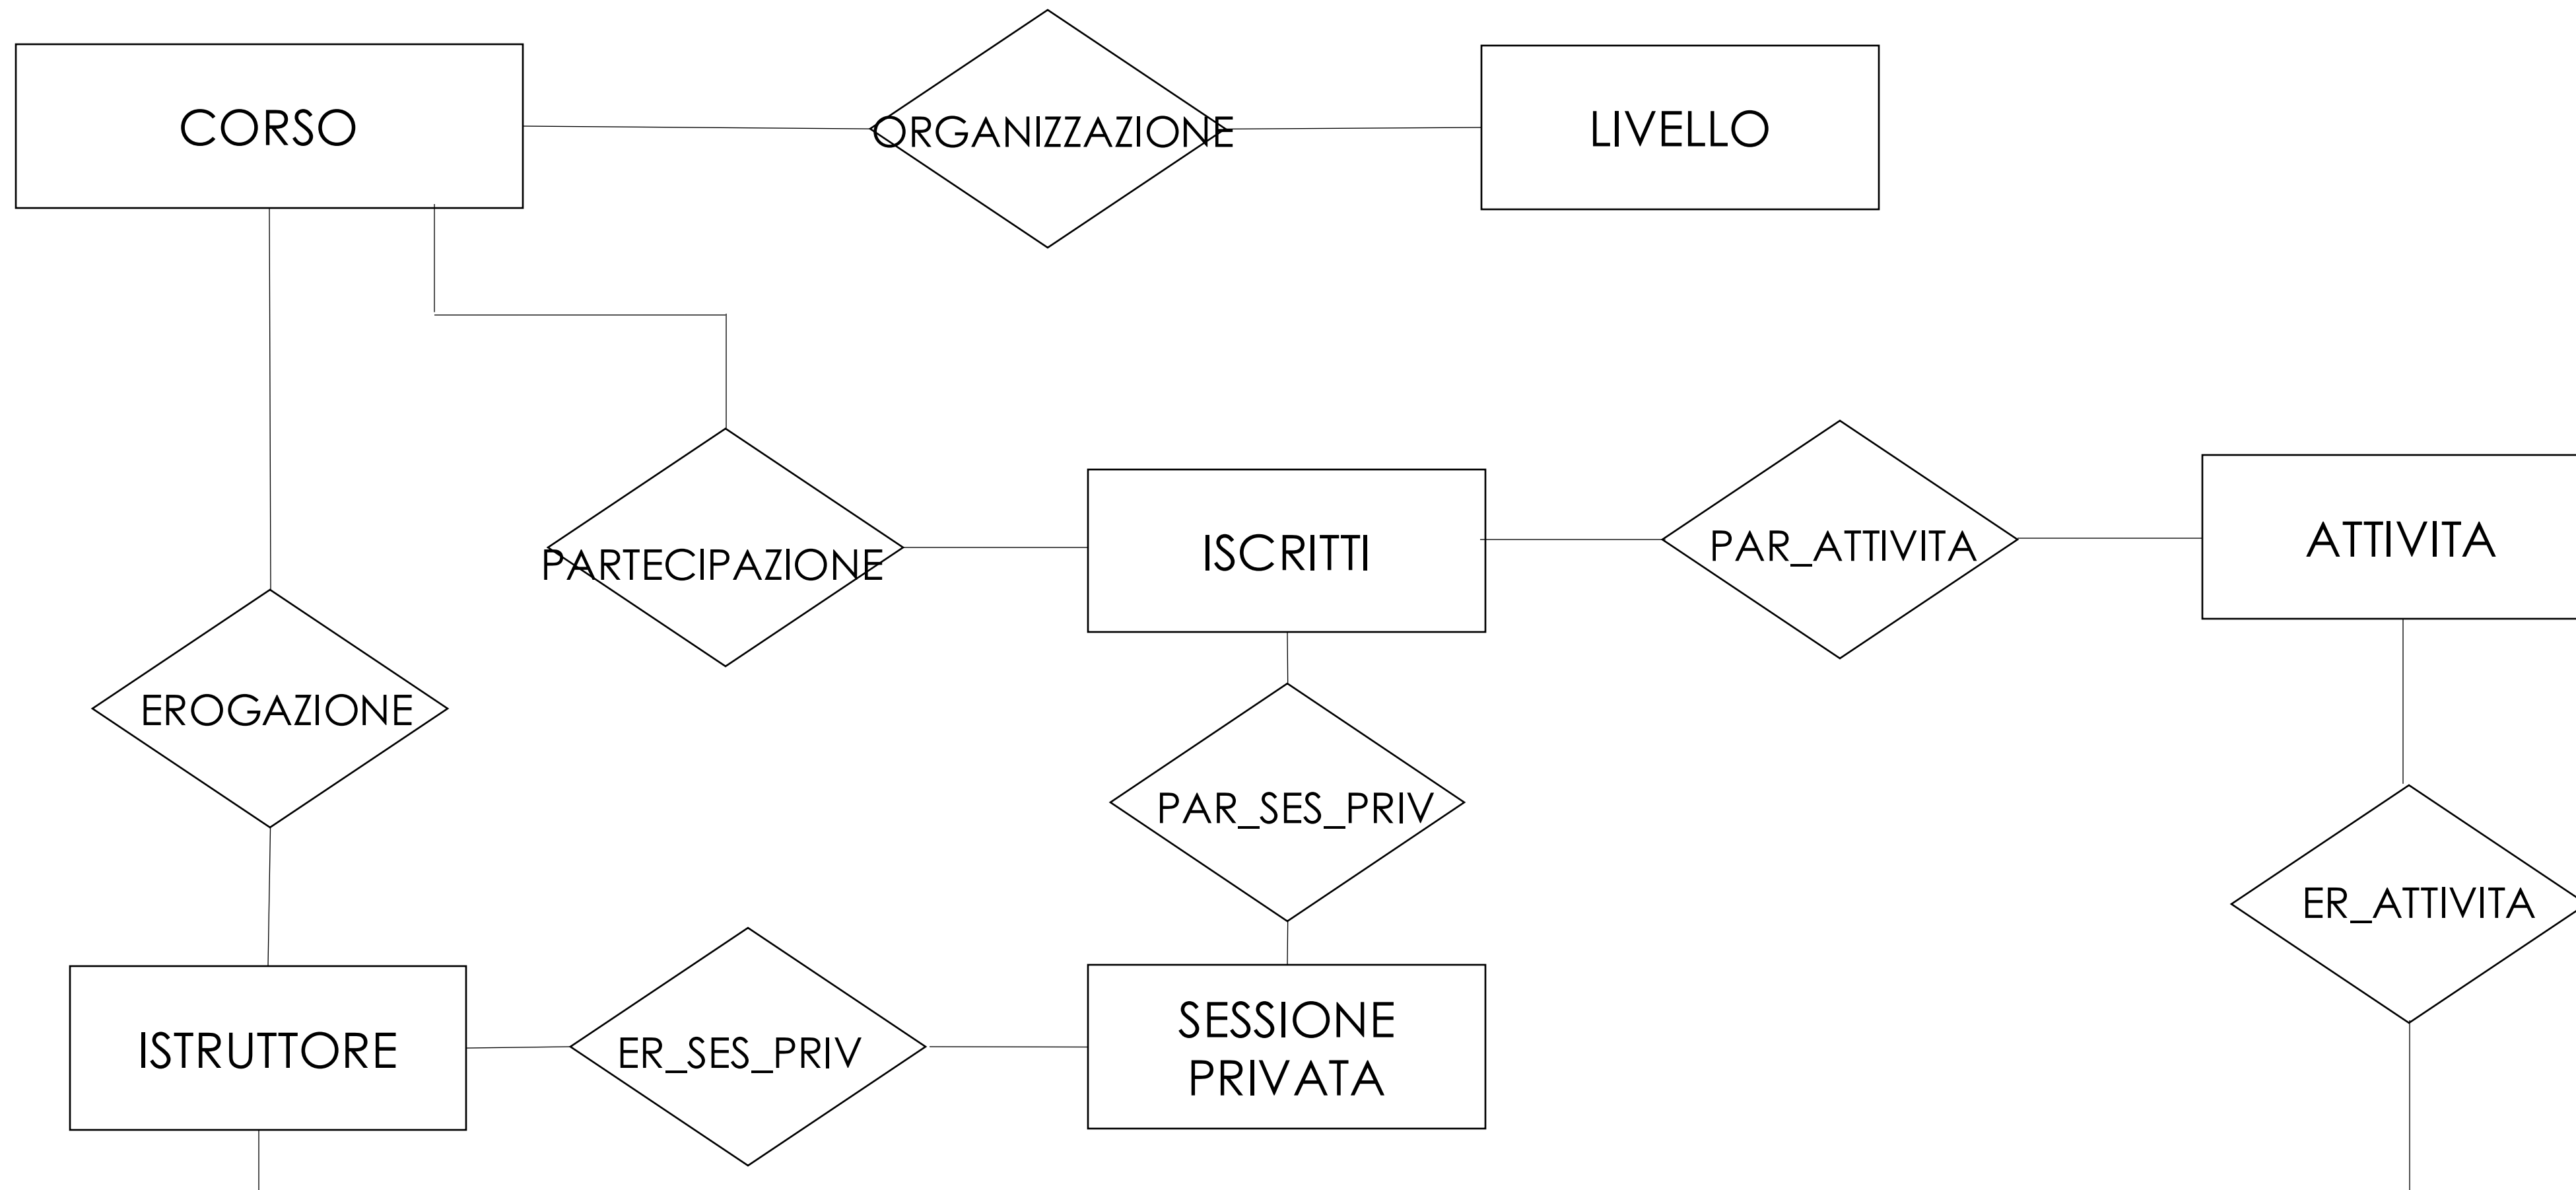 CORSO
ORGANIZZAZIONE
LIVELLO
PARTECIPAZIONE
ISCRITTI
PAR_ATTIVITA
ATTIVITA
EROGAZIONE
PAR_SES_PRIV
ER_ATTIVITA
ISTRUTTORE
ER_SES_PRIV
SESSIONE
PRIVATA